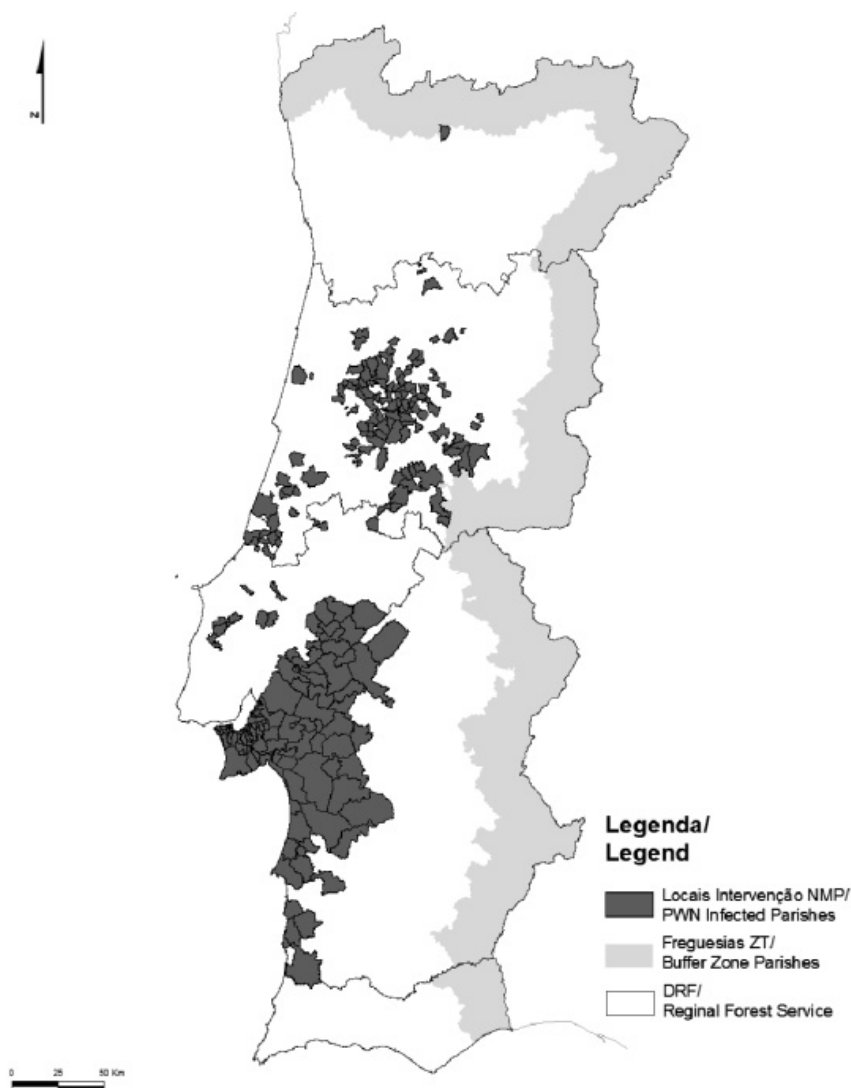 N
Legenda/
Legend
Locais Intervenção NMP/
PWN Infected Parishes
Freguesias ZT/
Buffer Zone Parishes
DRF/
Reginal Forest Service
0 25 50 Km